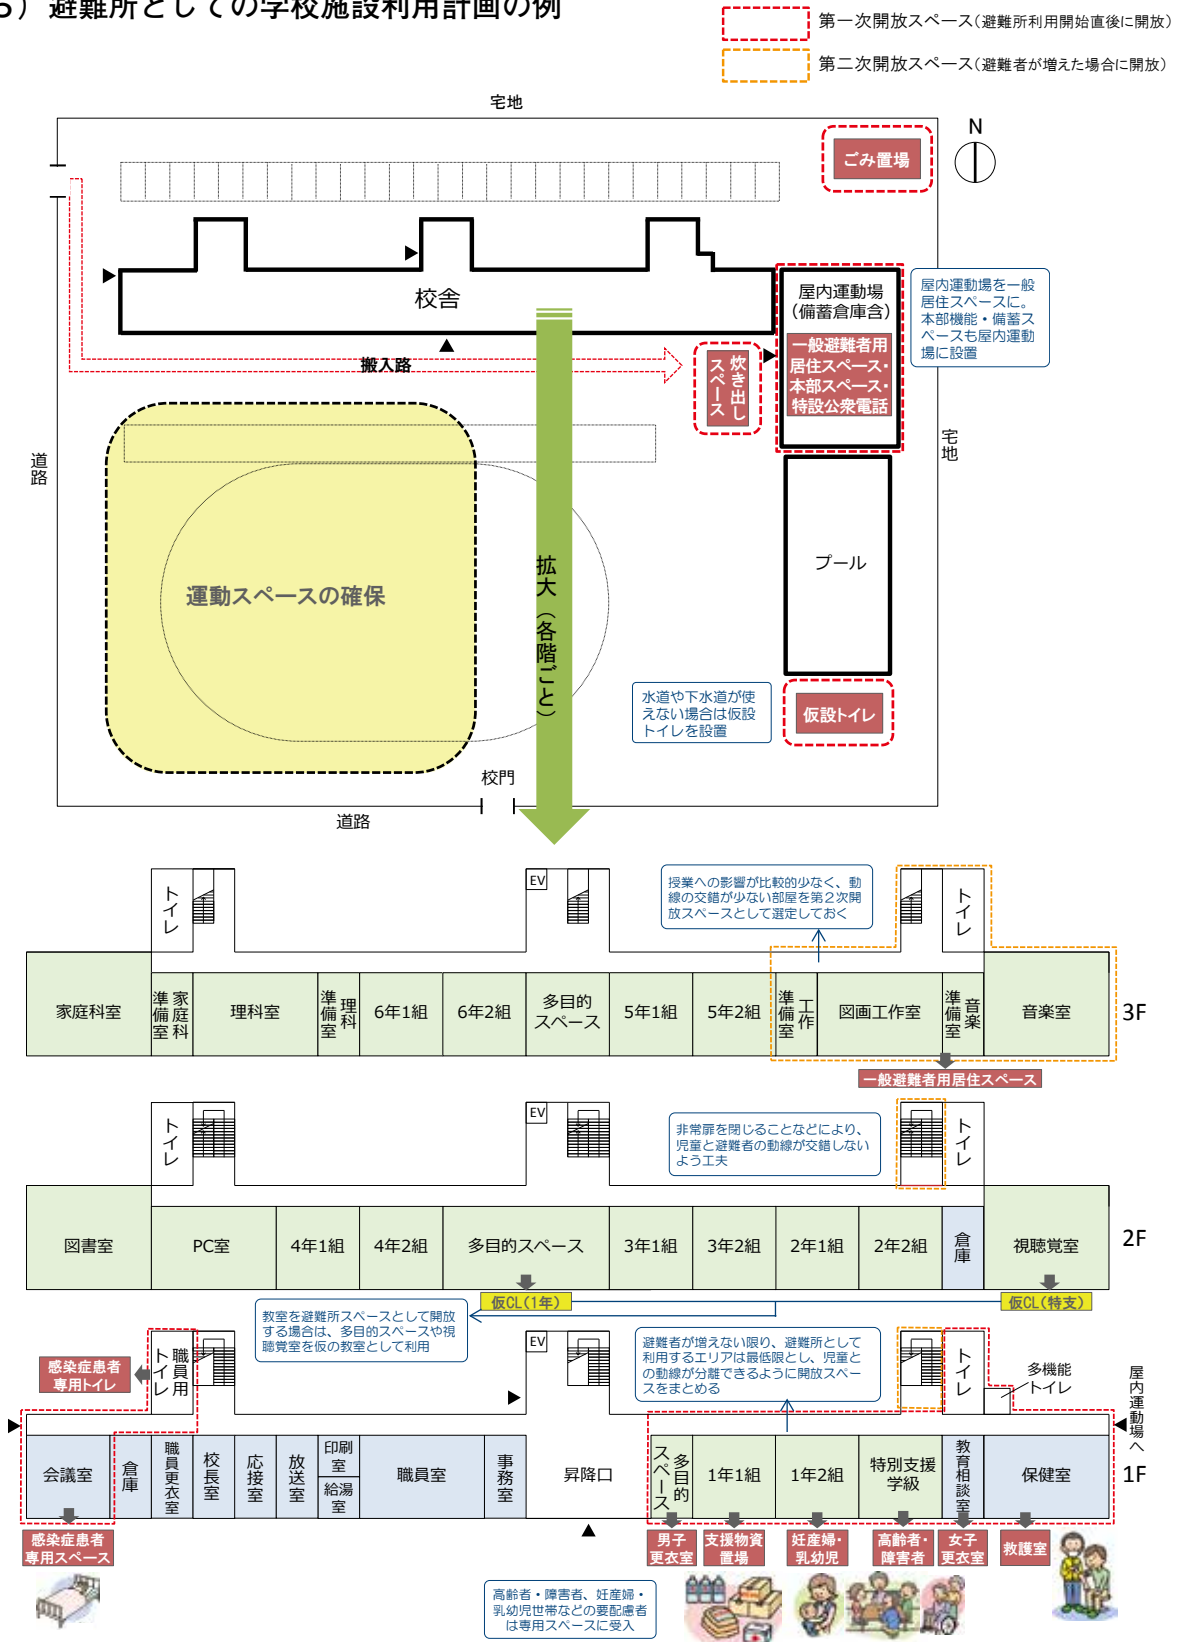 5）避難所としての学校施設利用計画の例
第一次開放スペース（避難所利用開始直後に開放）
第二次開放スペース（避難者が増えた場合に開放）
宅地
N
ごみ置場
校舎
屋内運動場
（備蓄倉庫含）
一般避難者用
居住スペース・
本部スペース・
特設公衆電話
屋内運動場を一般
居住スペースに。
本部機能・備蓄ス
ペースも屋内運動
場に設置
搬入路
炊き出し
スペース
道路
宅地
運動スペースの確保
拡大（各階ごと）
プール
水道や下水道が使
えない場合は仮設
トイレを設置
仮設トイレ
校門
道路
トイレ
EV
授業への影響が比較的少なく、動
線の交錯が少ない部屋を第２次開
放スペースとして選定しておく
トイレ
家庭科室
家庭科
準備室
理科室
理科
準備室
6年1組
6年2組
多目的
スペース
5年1組
5年2組
工作
準備室
図画工作室
音楽
準備室
音楽室
3F
一般避難者用居住スペース
トイレ
EV
非常扉を閉じることなどにより、
児童と避難者の動線が交錯しない
よう工夫
トイレ
図書室
PC室
4年1組
4年2組
多目的スペース
3年1組
3年2組
2年1組
2年2組
倉庫
視聴覚室
2F
仮CL（1年）
仮CL（特支）
教室を避難所スペースとして開放
する場合は、多目的スペースや視
聴覚室を仮の教室として利用
避難者が増えない限り、避難所として
利用するエリアは最低限とし、児童と
の動線が分離できるように開放スペー
スをまとめる
感染症患者
専用トイレ
職員用
トイレ
EV
トイレ
多機能
トイレ
屋内運動場へ
会議室
倉庫
職員更衣室
校長室
応接室
放送室
印刷
室
給湯
室
職員室
事務室
昇降口
多目的
スペース
1年1組
1年2組
特別支援
学級
教育相談室
保健室
1F
感染症患者
専用スペース
男子
更衣室
支援物資
置場
妊産婦・
乳幼児
高齢者・
障害者
女子
更衣室
救護室
高齢者・障害者、妊産婦・
乳幼児世帯などの要配慮者
は専用スペースに受入